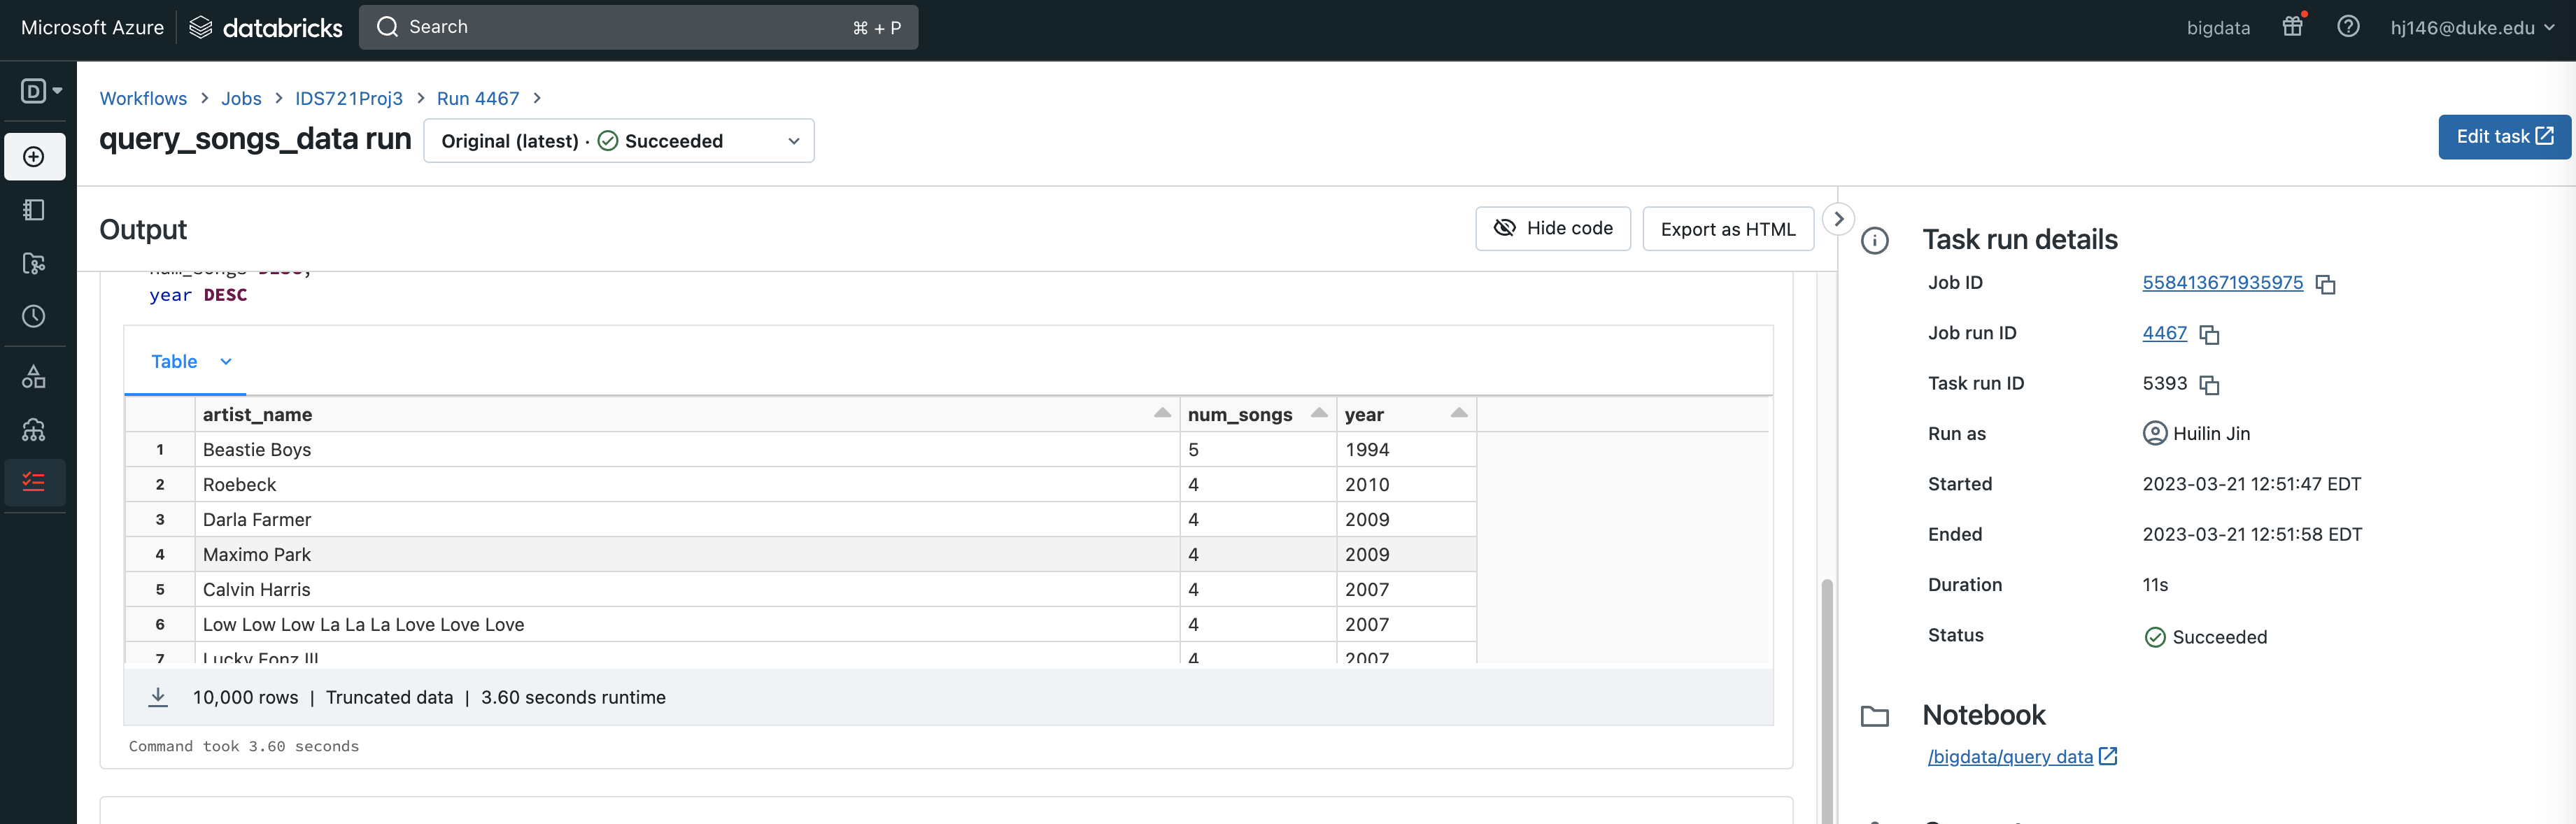 Microsoft Azure databricks Search ⌘ + P bigdata hj146@duke.edu
D
Workflows > Jobs > IDS721Proj3 > Run 4467 >
query_songs_data run Original (latest) · Succeeded
Edit task
Output Hide code Export as HTML
num_songs DESC,
year DESC
Table
artist_name num_songs year
1 Beastie Boys 5 1994
2 Roebeck 4 2010
3 Darla Farmer 4 2009
4 Maximo Park 4 2009
5 Calvin Harris 4 2007
6 Low Low Low La La La Love Love Love 4 2007
7 Lucky Fonz III 4 2007
10,000 rows | Truncated data | 3.60 seconds runtime
Command took 3.60 seconds
Task run details
Job ID 558413671935975
Job run ID 4467
Task run ID 5393
Run as Huilin Jin
Started 2023-03-21 12:51:47 EDT
Ended 2023-03-21 12:51:58 EDT
Duration 11s
Status Succeeded
Notebook
/bigdata/query data